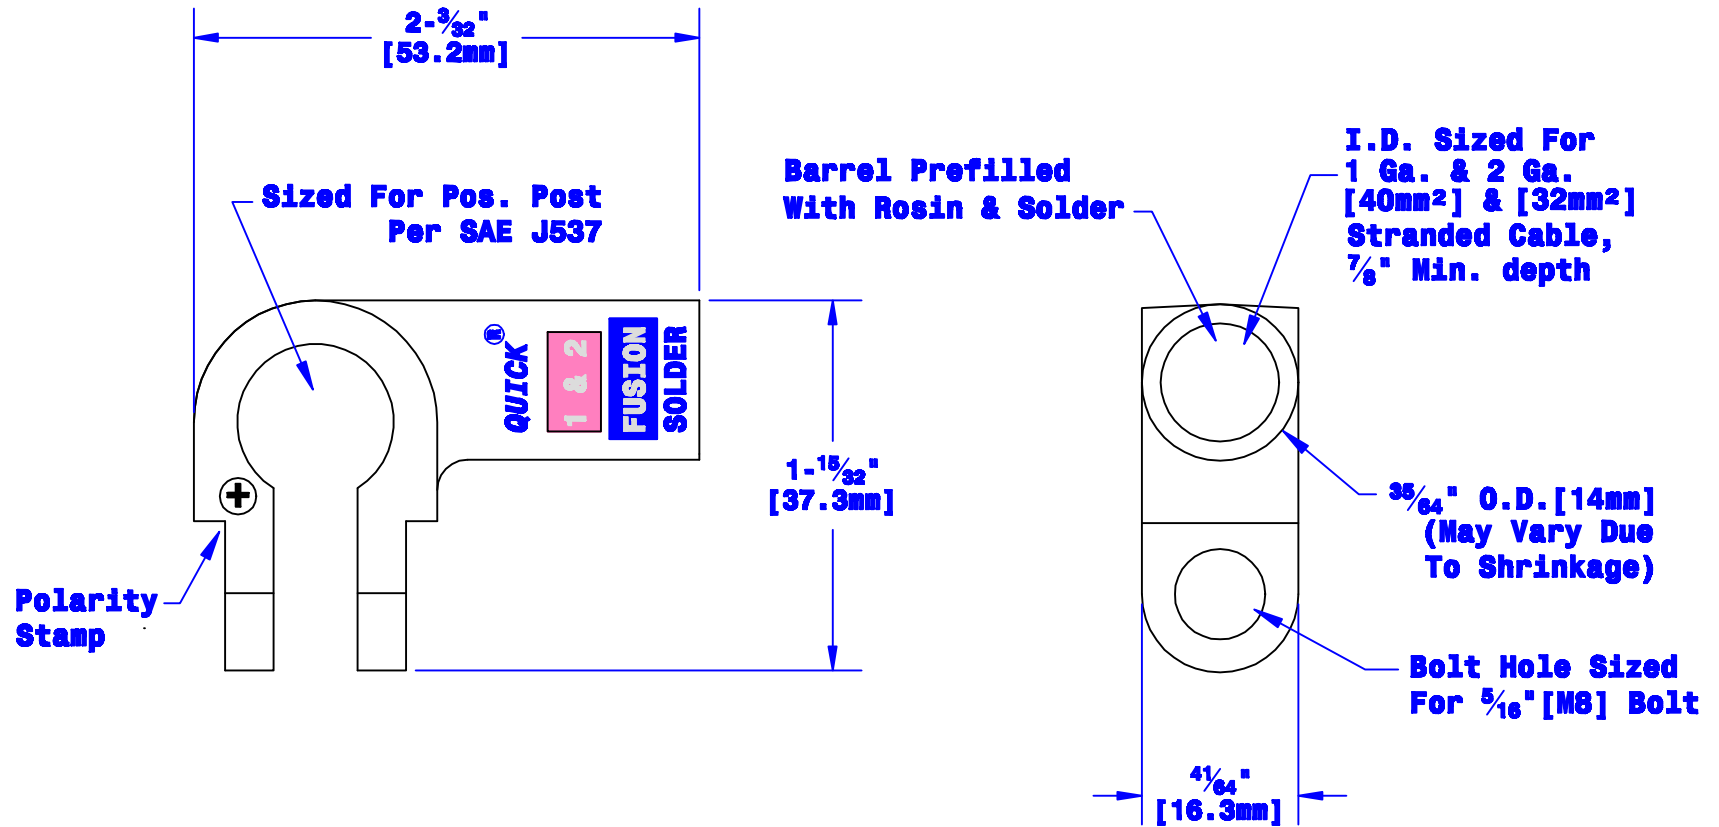 2-3⁄32"
[53.2mm]
Sized For Pos. Post
Per SAE J537
Barrel Prefilled
With Rosin & Solder
I.D. Sized For
1 Ga. & 2 Ga.
[40mm²] & [32mm²]
Stranded Cable,
7⁄8" Min. depth
QUICK®
1 & 2
FUSION
SOLDER
1-15⁄32"
[37.3mm]
+
35⁄64" O.D.[14mm]
(May Vary Due
To Shrinkage)
Polarity
Stamp
Bolt Hole Sized
For 5⁄16"[M8] Bolt
41⁄64"
[16.3mm]